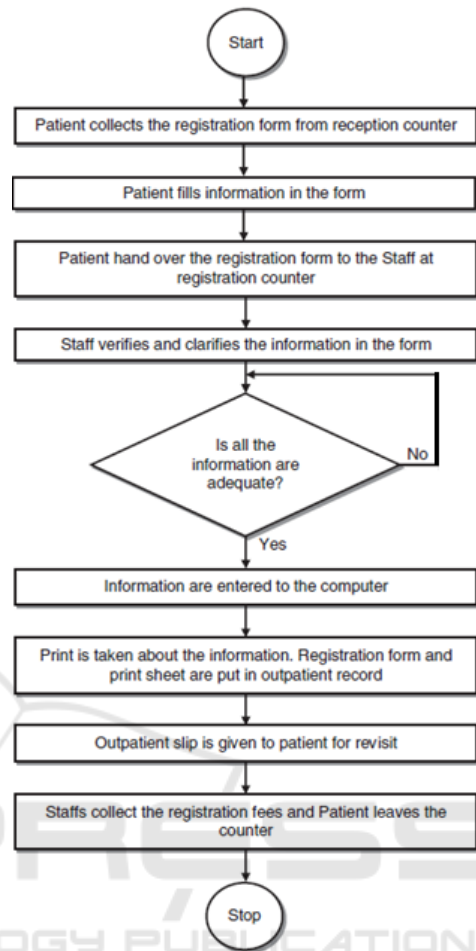 Start
Patient collects the registration form from reception counter
Patient fills information in the form
Patient hand over the registration form to the Staff at
registration counter
Staff verifies and clarifies the information in the form
Is all the
information are
adequate?
No
Yes
Information are entered to the computer
Print is taken about the information. Registration form and
print sheet are put in outpatient record
Outpatient slip is given to patient for revisit
Staffs collect the registration fees and Patient leaves the
counter
Stop